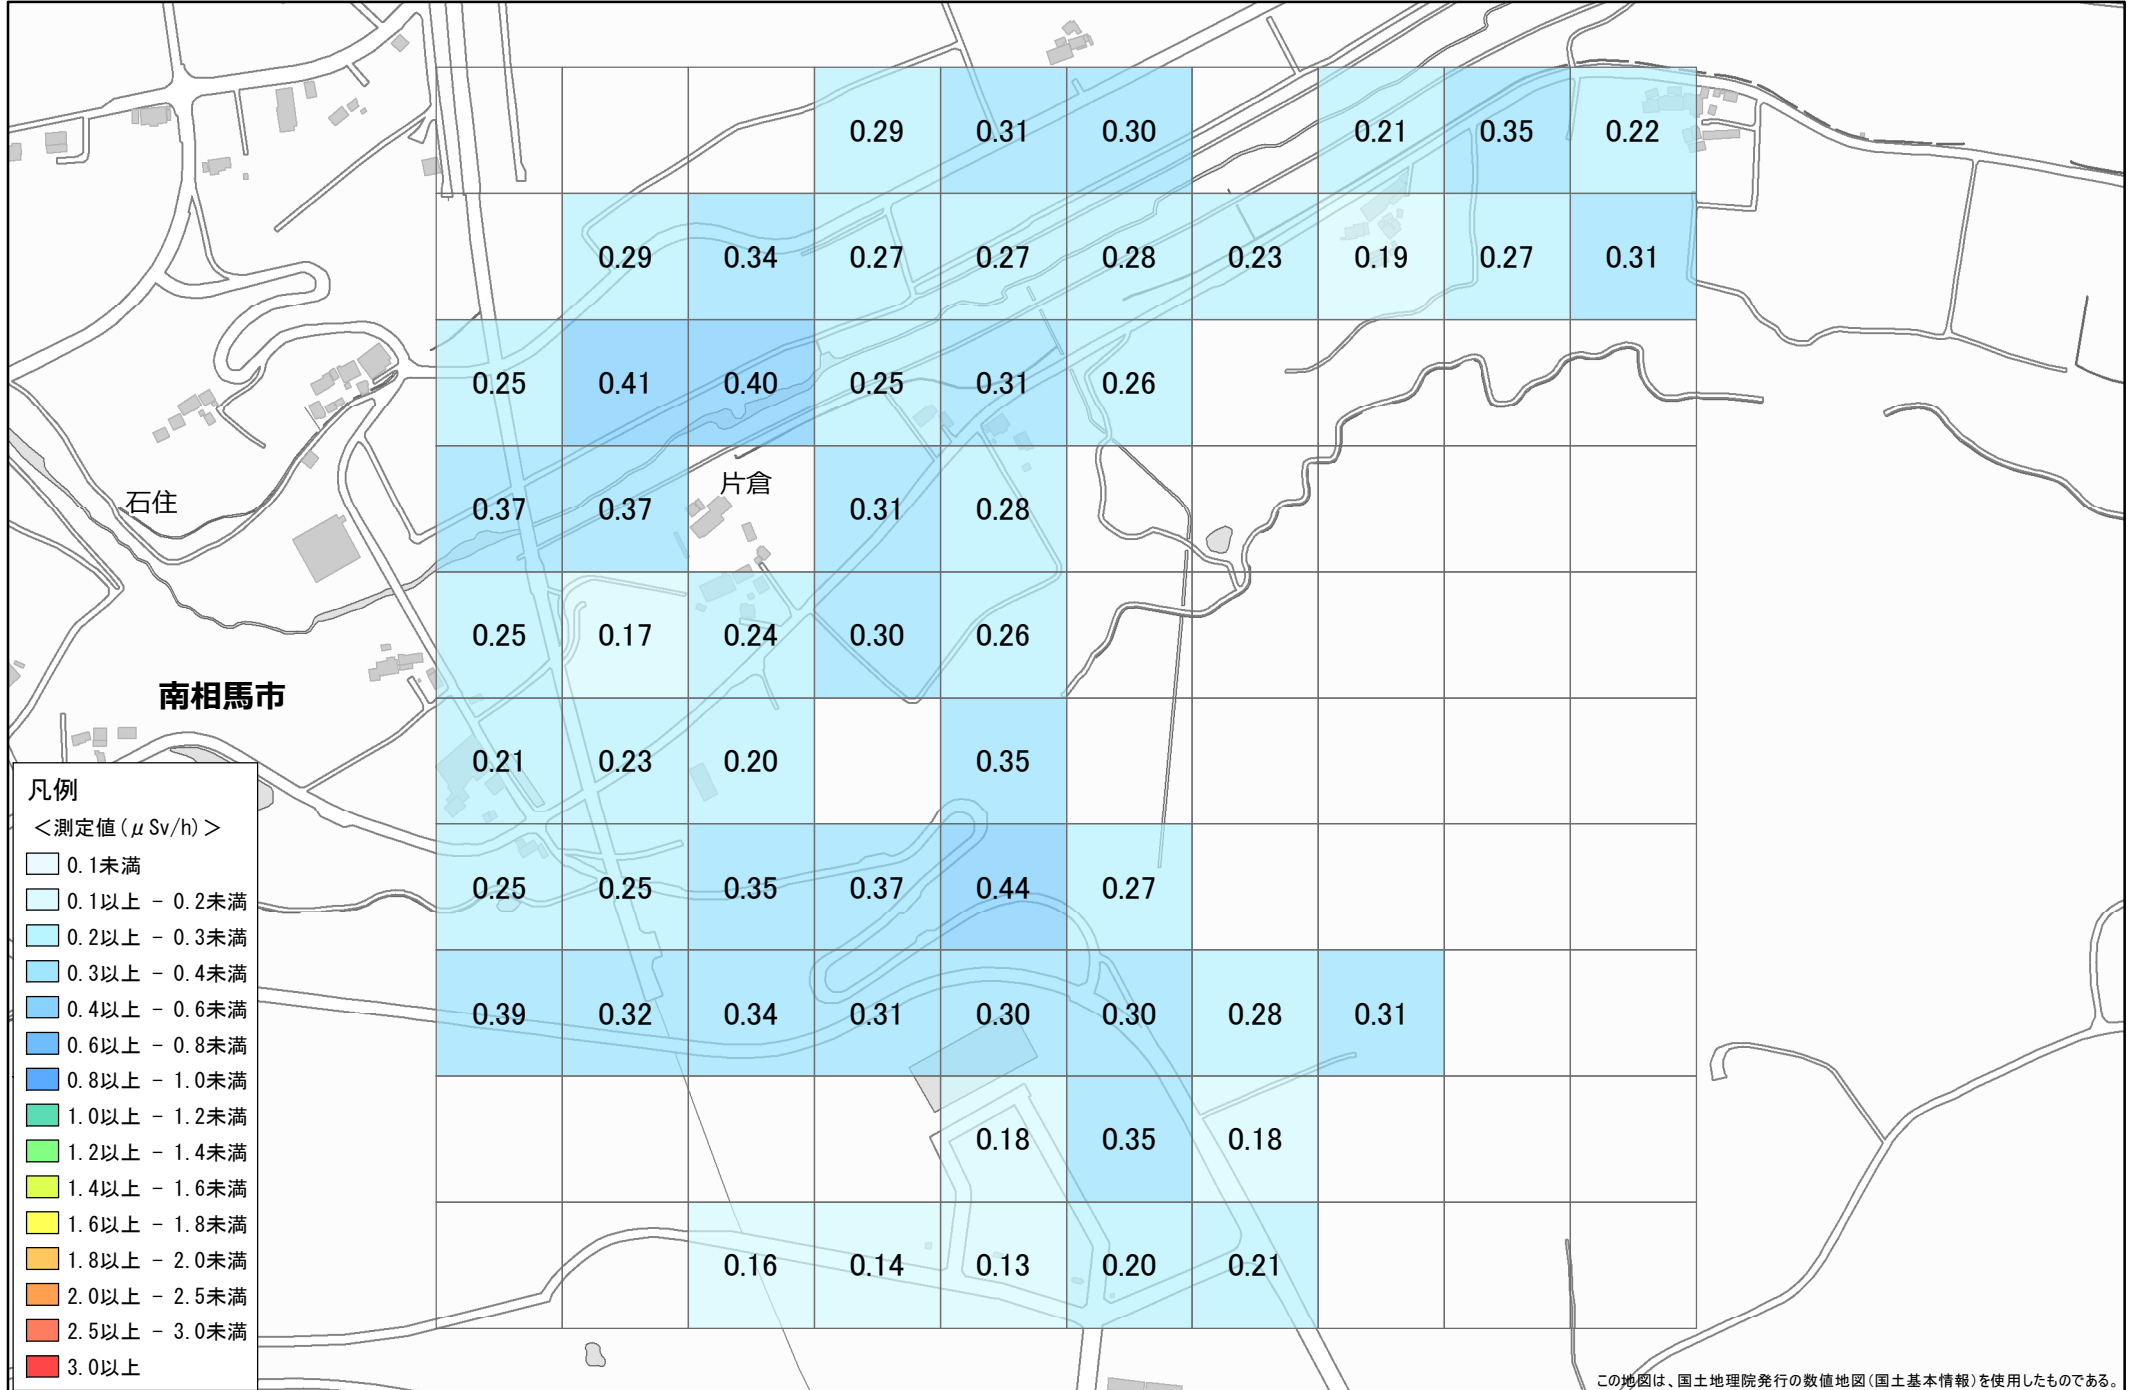 0.29 0.31 0.30 0.21 0.35 0.22
0.29 0.34 0.27 0.27 0.28 0.23 0.19 0.27 0.31
0.25 0.41 0.40 0.25 0.31 0.26
片倉
石住
0.37 0.37 0.31 0.28
0.25 0.17 0.24 0.30 0.26
南相馬市
0.21 0.23 0.20 0.35
0.25 0.25 0.35 0.37 0.44 0.27
0.39 0.32 0.34 0.31 0.30 0.30 0.28 0.31
0.18 0.35 0.18
0.16 0.14 0.13 0.20 0.21
凡例
＜測定値(μSv/h)＞
0.1未満
0.1以上 - 0.2未満
0.2以上 - 0.3未満
0.3以上 - 0.4未満
0.4以上 - 0.6未満
0.6以上 - 0.8未満
0.8以上 - 1.0未満
1.0以上 - 1.2未満
1.2以上 - 1.4未満
1.4以上 - 1.6未満
1.6以上 - 1.8未満
1.8以上 - 2.0未満
2.0以上 - 2.5未満
2.5以上 - 3.0未満
3.0以上
この地図は、国土地理院発行の数値地図(国土基本情報)を使用したものである。